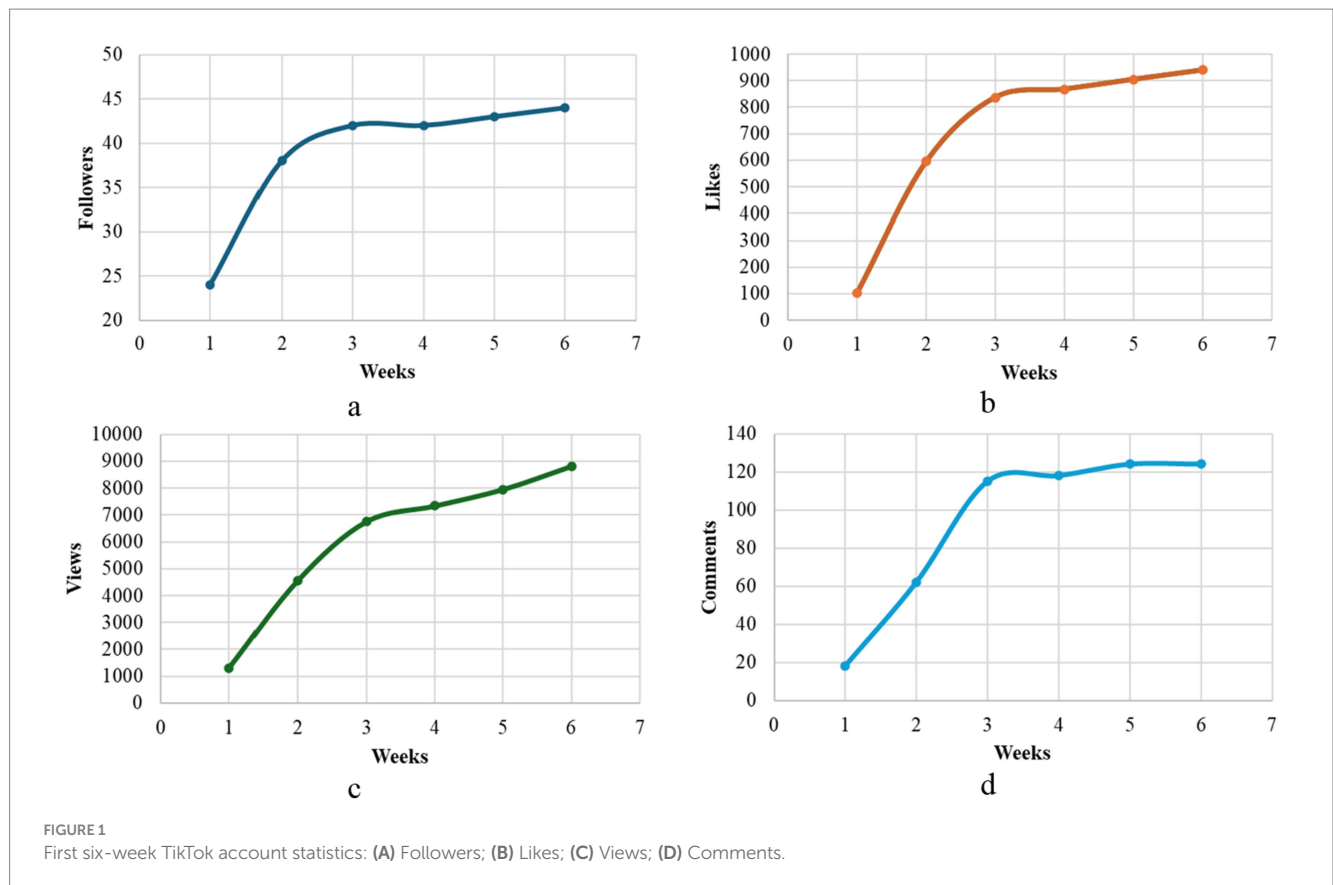 50
45
40
35
30
25
20
Followers
0 1 2 3 4 5 6 7
Weeks
a
1000
900
800
700
600
500
400
300
200
100
0
Likes
0 1 2 3 4 5 6 7
Weeks
b
10000
9000
8000
7000
6000
5000
4000
3000
2000
1000
0
Views
0 1 2 3 4 5 6 7
Weeks
c
140
120
100
80
60
40
20
0
Comments
0 1 2 3 4 5 6 7
Weeks
d
FIGURE 1
First six-week TikTok account statistics: (A) Followers; (B) Likes; (C) Views; (D) Comments.